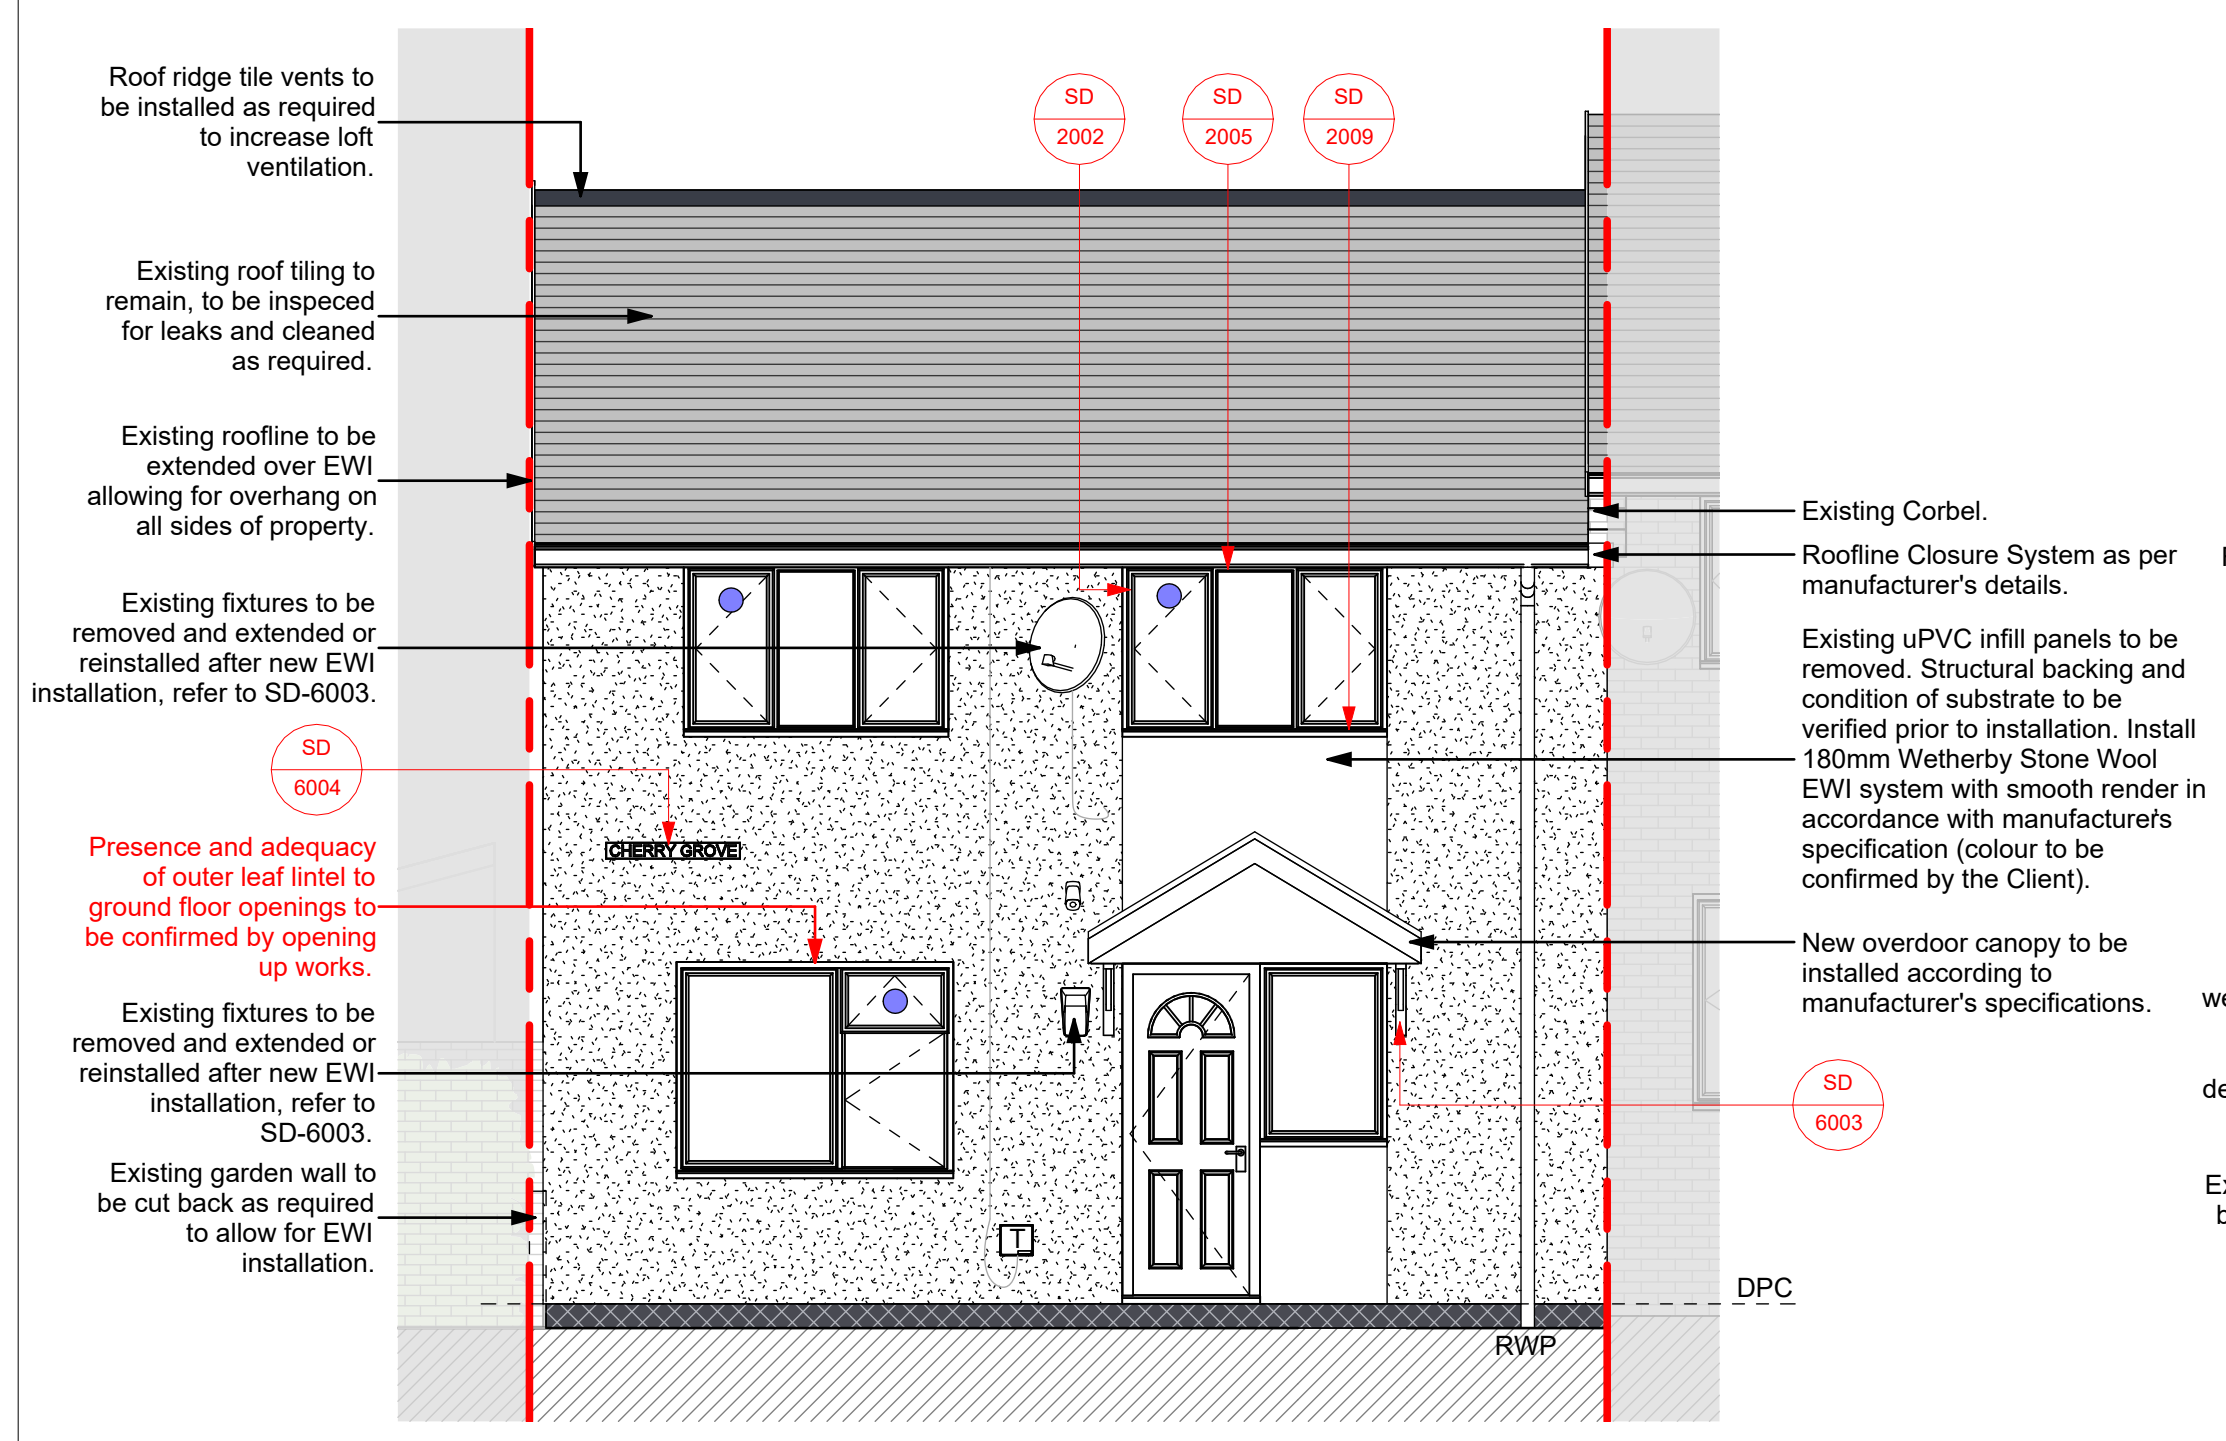 Roof ridge tile vents to
be installed as required
to increase loft
ventilation.
Existing roof tiling to
remain, to be inspeced
for leaks and cleaned
as required.
Existing roofline to be
extended over EWI
allowing for overhang on
all sides of property.
Existing fixtures to be
removed and extended or
reinstalled after new EWI
installation, refer to SD-6003.
SD
6004
Presence and adequacy
of outer leaf lintel to
ground floor openings to
be confirmed by opening
up works.
Existing fixtures to be
removed and extended or
reinstalled after new EWI
installation, refer to
SD-6003.
Existing garden wall to
be cut back as required
to allow for EWI
installation.
SD
2002
SD
2005
SD
2009
CHERRY GROVE
T
RWP
DPC
Existing Corbel.
Roofline Closure System as per
manufacturer's details.
Existing uPVC infill panels to be
removed. Structural backing and
condition of substrate to be
verified prior to installation. Install
180mm Wetherby Stone Wool
EWI system with smooth render in
accordance with manufacturer's
specification (colour to be
confirmed by the Client).
New overdoor canopy to be
installed according to
manufacturer's specifications.
SD
6003
we
de
Ex
b